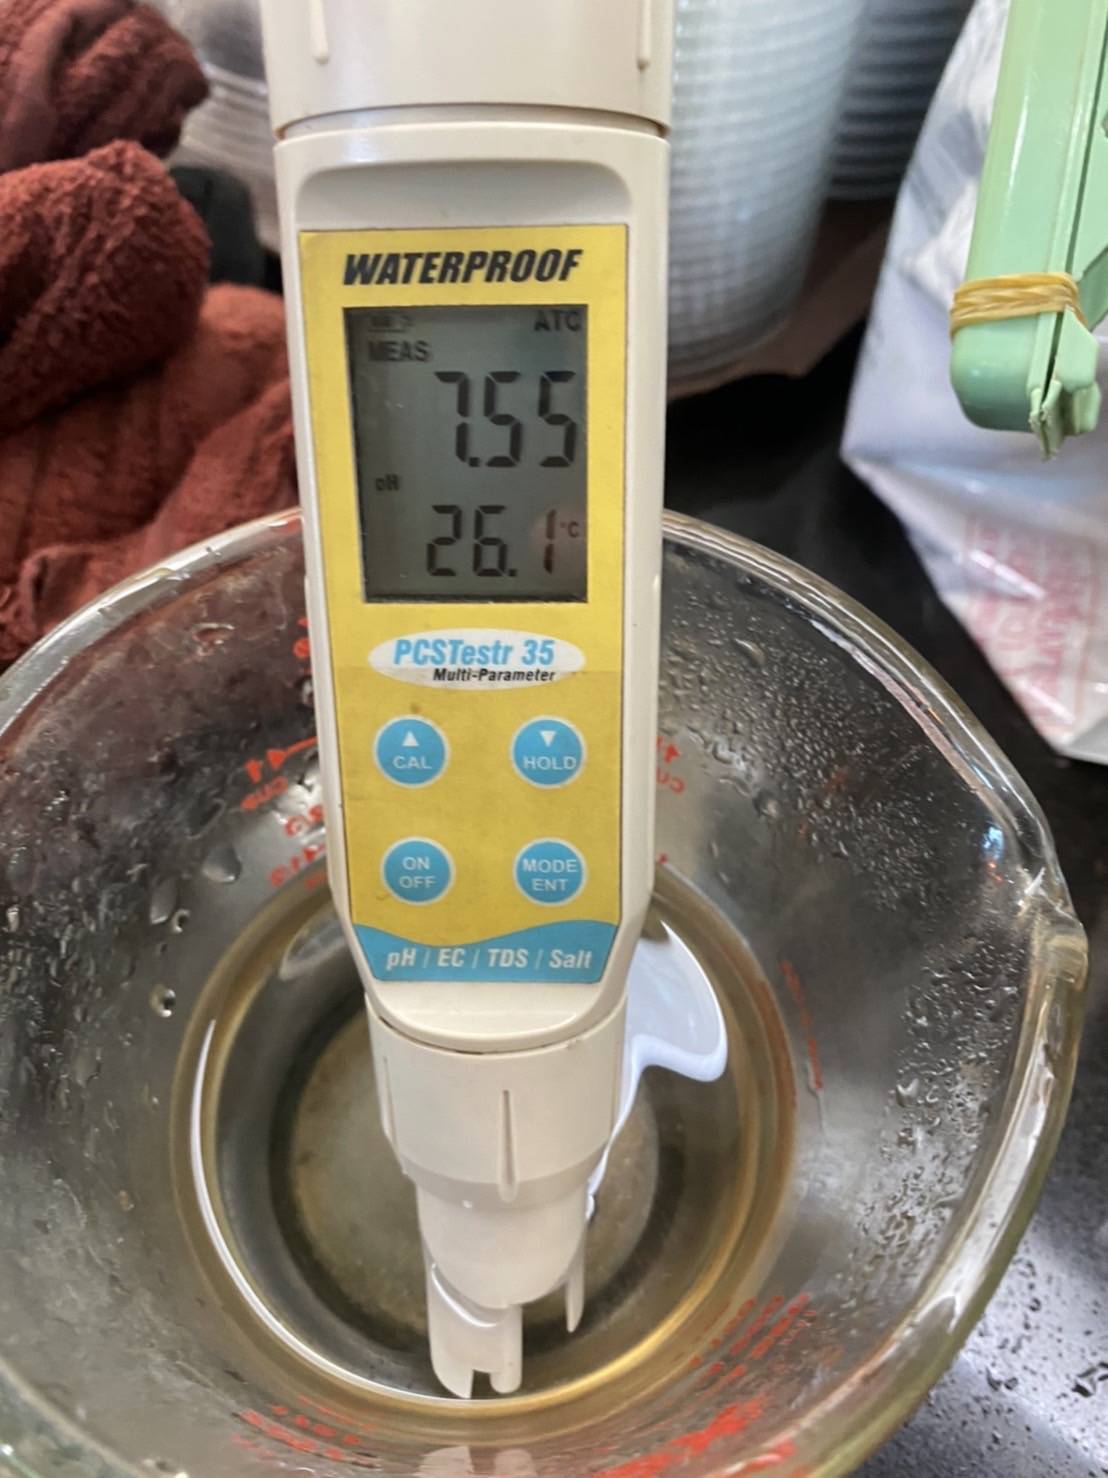 WATERPROOF
ATC
MEAS
7.55
pH
26.1 °C
PCSTestr 35
Multi-Parameter
CAL
HOLD
ON
OFF
MODE
ENT
pH / EC / TDS / Salt